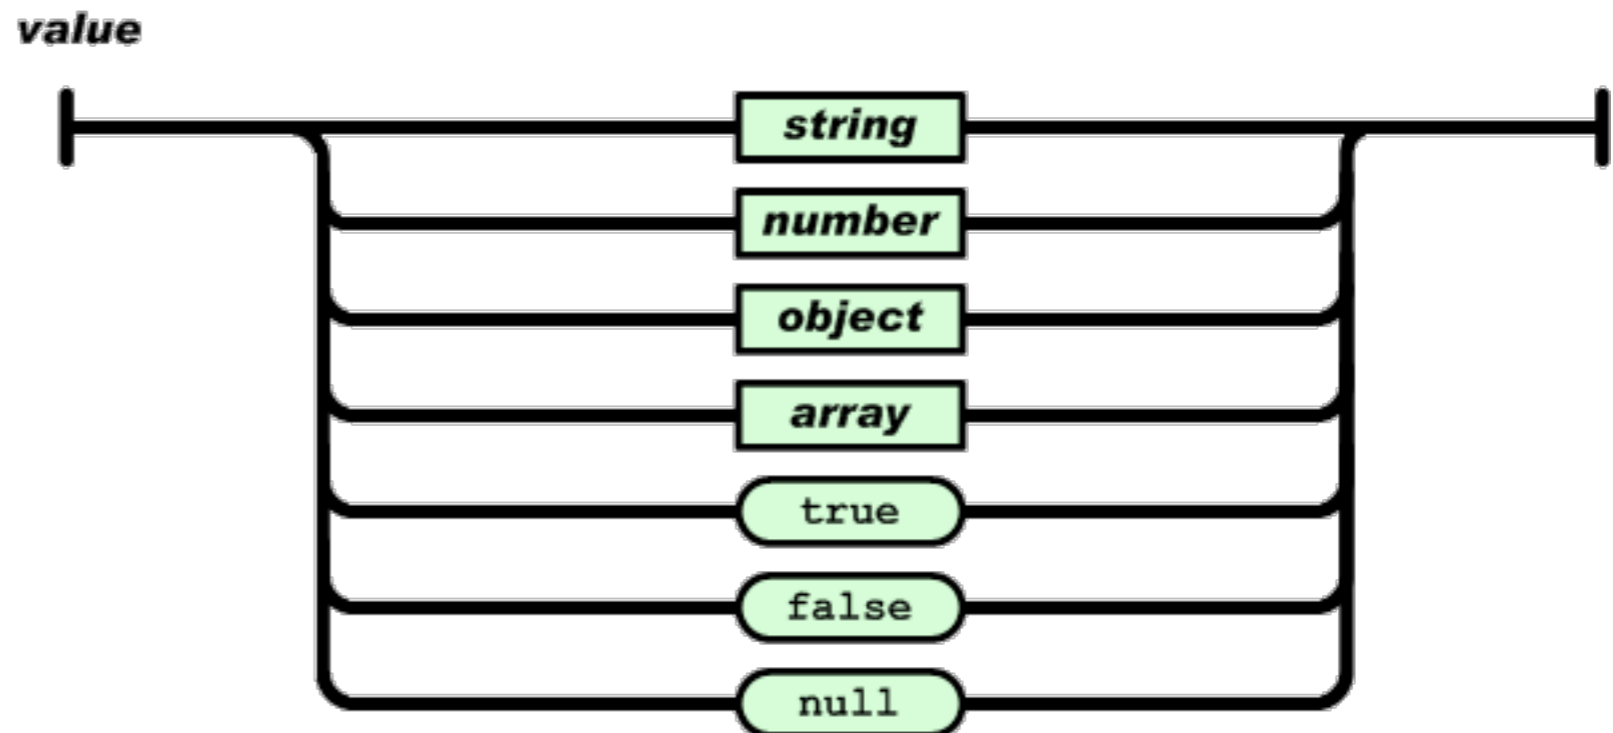 value
string
number
object
array
true
false
null